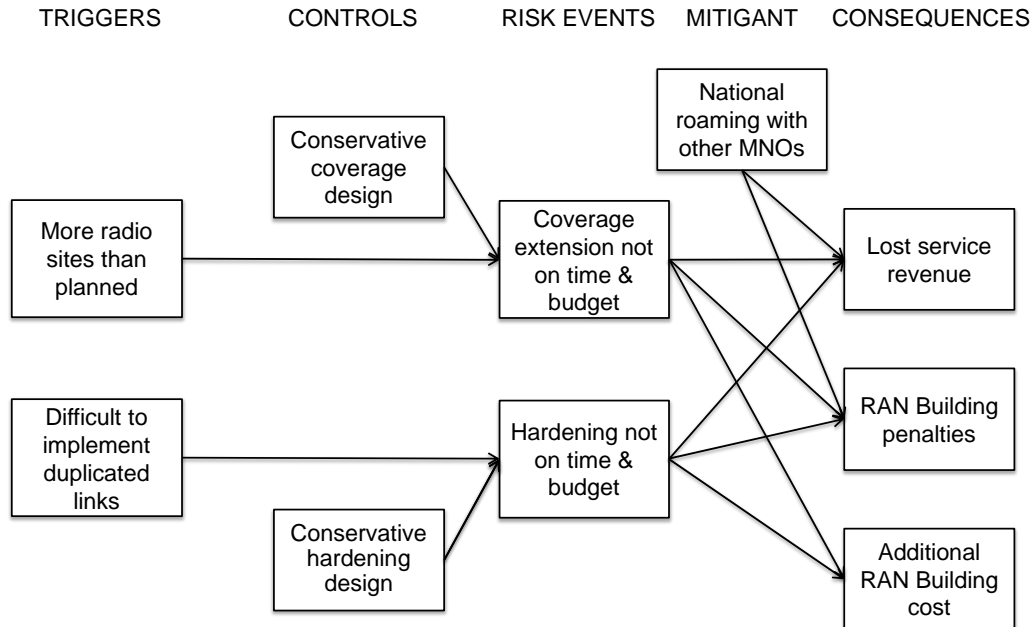 TRIGGERS
CONTROLS
RISK EVENTS
MITIGANT
CONSEQUENCES
More radio
sites than
planned
Difficult to
implement
duplicated
links
Conservative
coverage
design
Conservative
hardening
design
Coverage
extension not
on time &
budget
Hardening not
on time &
budget
National
roaming with
other MNOs
Lost service
revenue
RAN Building
penalties
Additional
RAN Building
cost